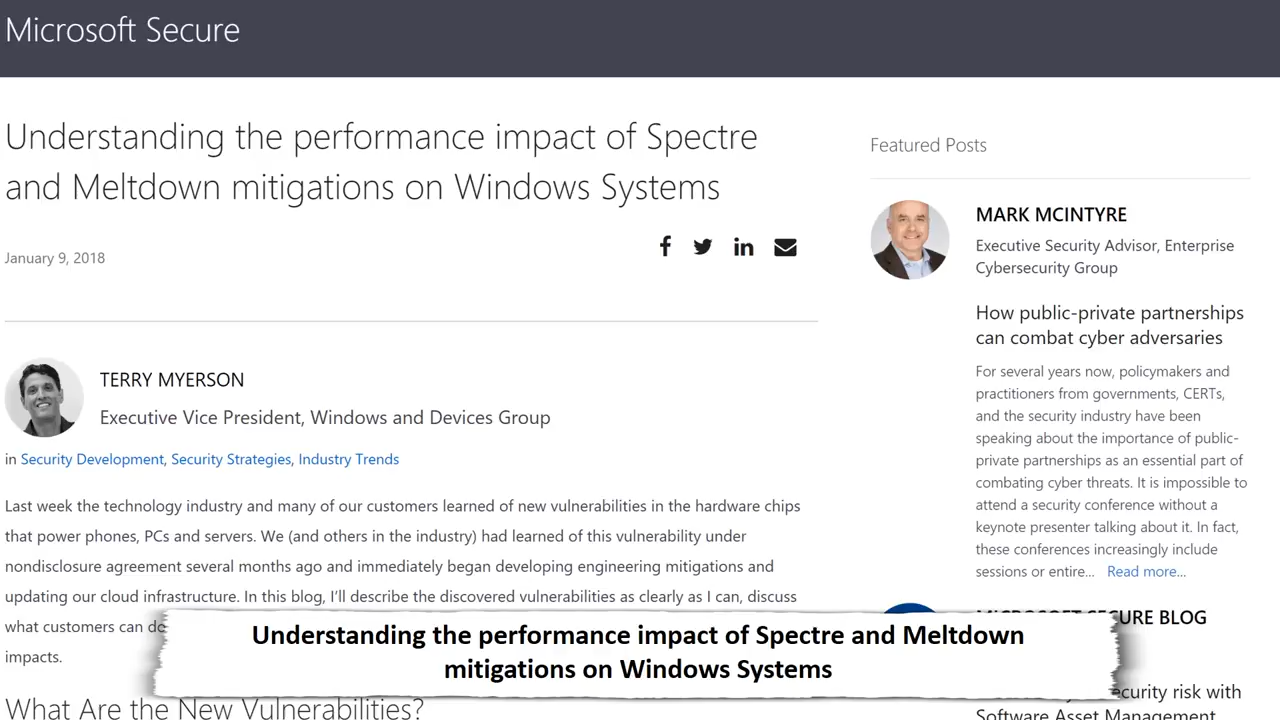 Microsoft Secure
Understanding the performance impact of Spectre
and Meltdown mitigations on Windows Systems
January 9, 2018
TERRY MYERSON
Executive Vice President, Windows and Devices Group
in Security Development, Security Strategies, Industry Trends
Last week the technology industry and many of our customers learned of new vulnerabilities in the hardware chips
that power phones, PCs and servers. We (and others in the industry) had learned of this vulnerability under
nondisclosure agreement several months ago and immediately began developing engineering mitigations and
updating our cloud infrastructure. In this blog, I'll describe the discovered vulnerabilities as clearly as I can, discuss
what customers can do
impacts.
What Are the New Vulnerabilities?
Featured Posts
MARK MCINTYRE
Executive Security Advisor, Enterprise
Cybersecurity Group
How public-private partnerships
can combat cyber adversaries
For several years now, policymakers and
practitioners from governments, CERTs,
and the security industry have been
speaking about the importance of public-
private partnerships as an essential part of
combating cyber threats. It is impossible to
attend a security conference without a
keynote presenter talking about it. In fact,
these conferences increasingly include
sessions or entire... Read more...
BLOG
security risk with
Software Asset Management
Understanding the performance impact of Spectre and Meltdown
mitigations on Windows Systems